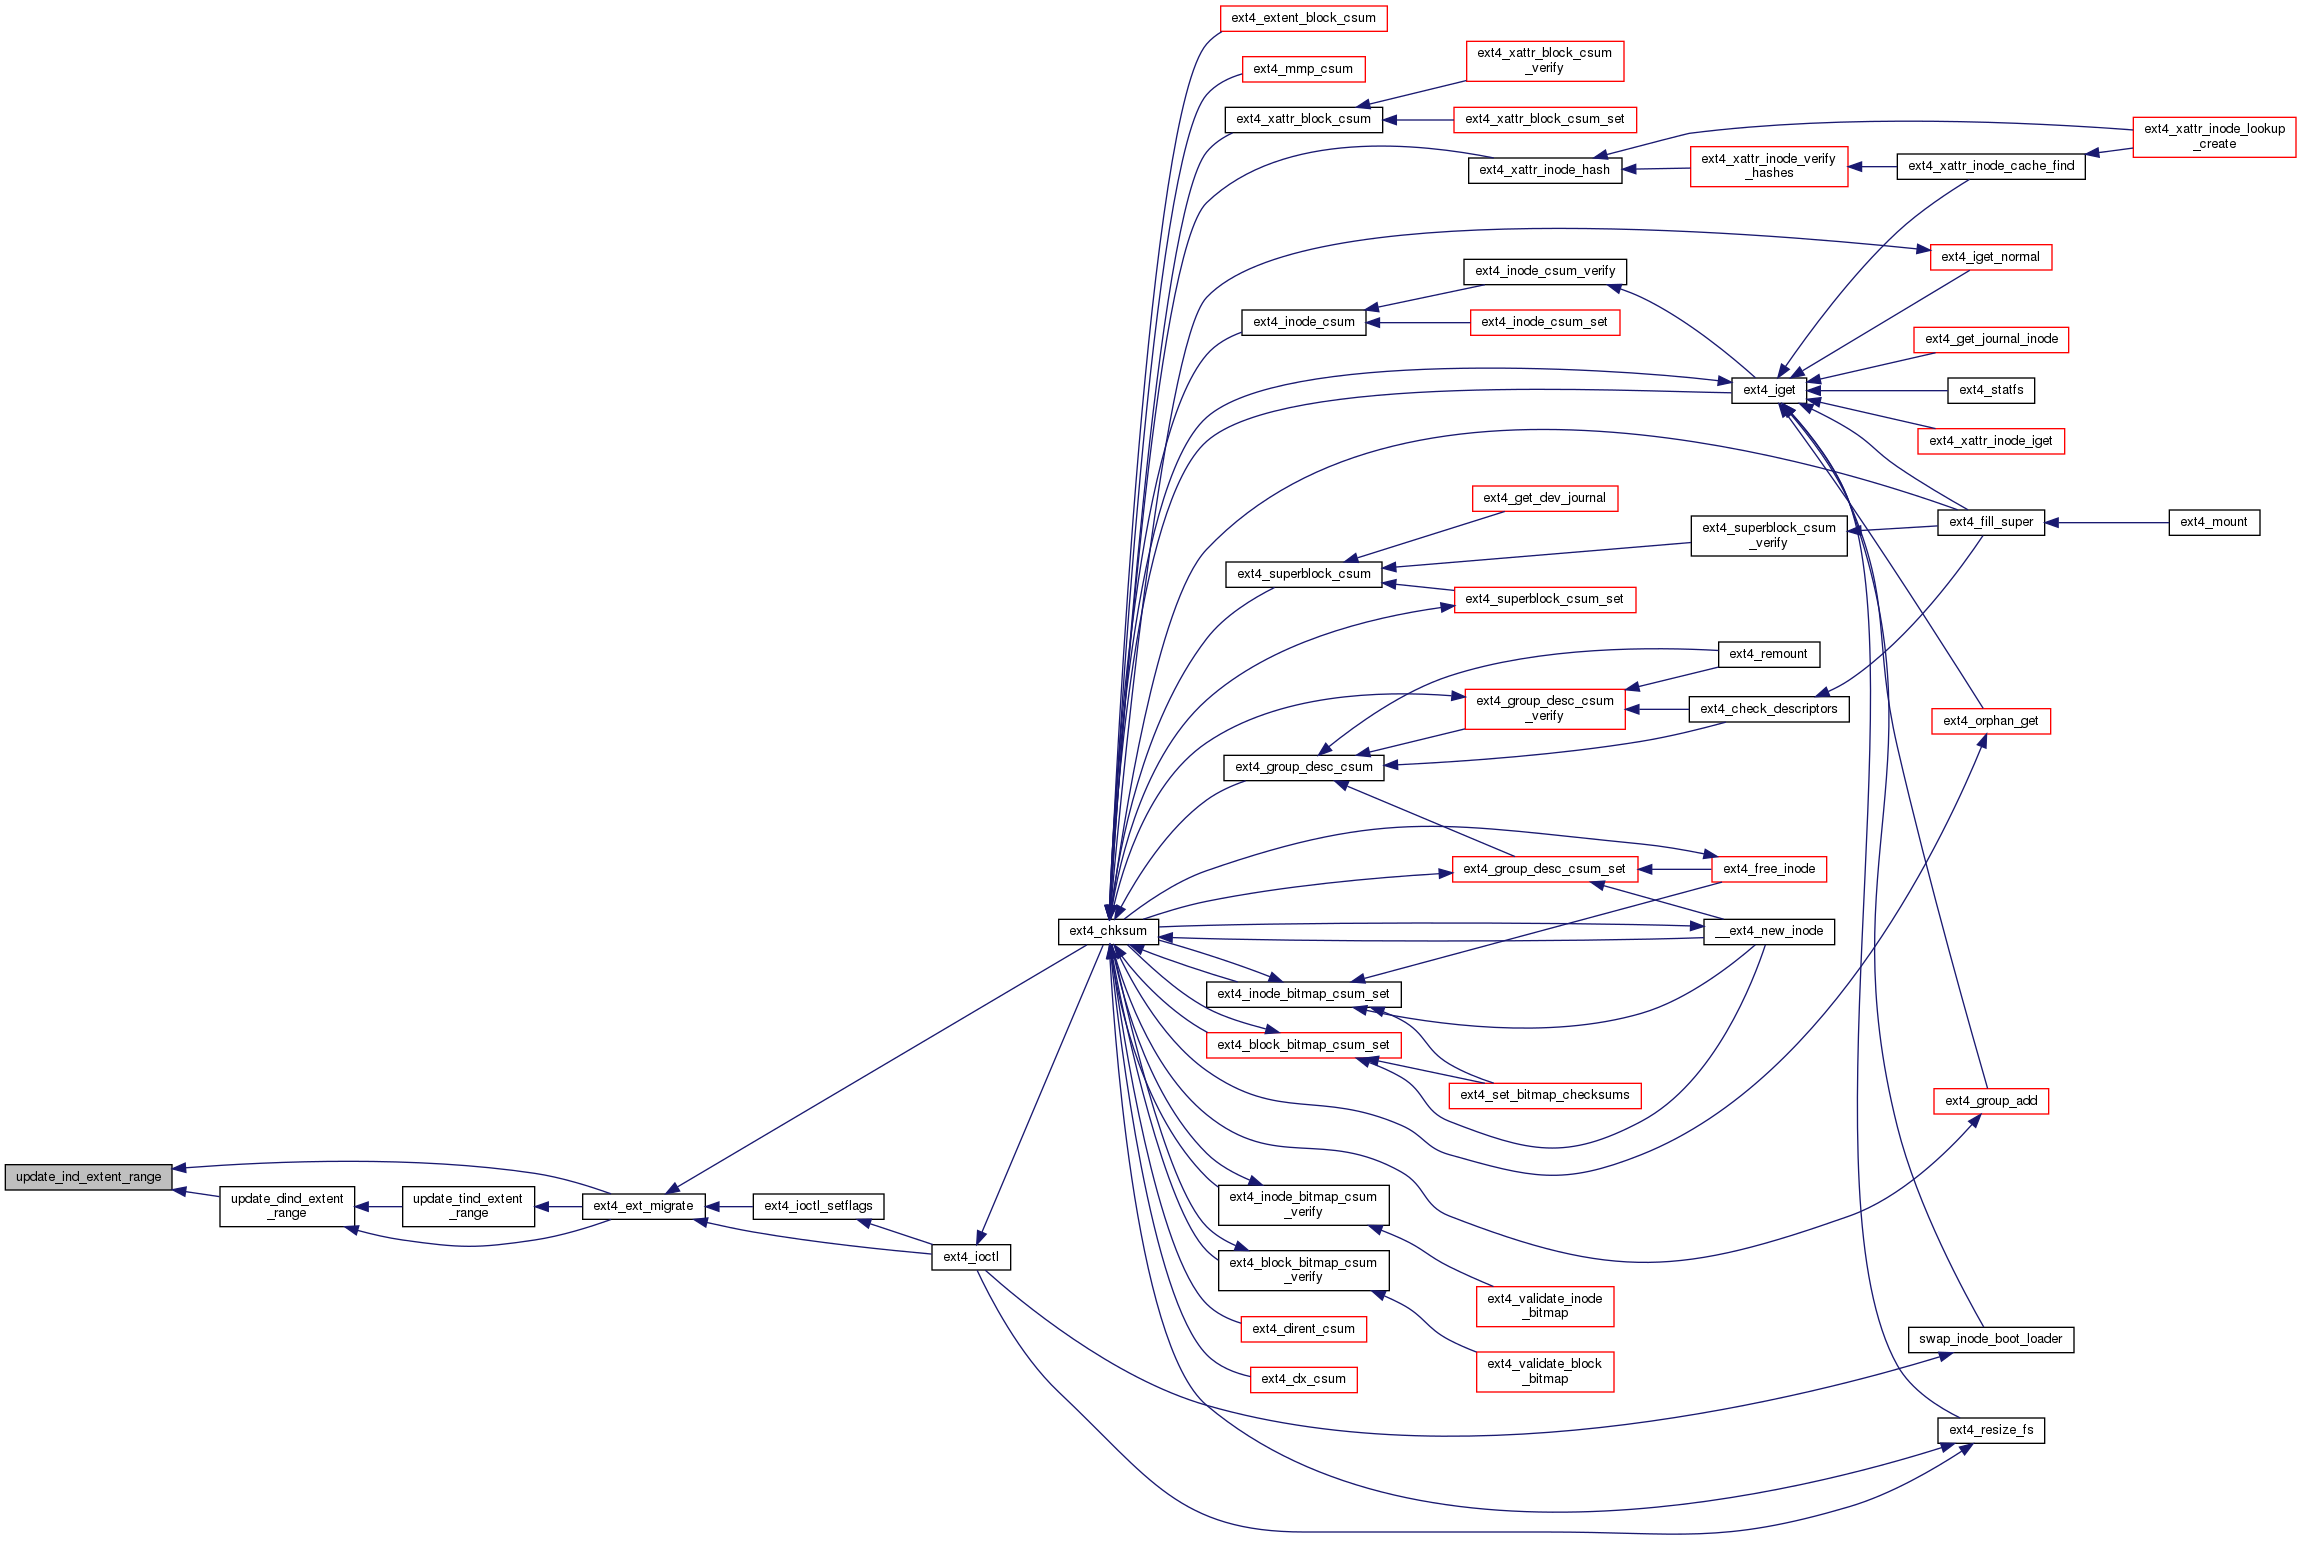 ext4_extent_block_csum
ext4_mmp_csum
ext4_xattr_block_csum
_verify
ext4_xattr_block_csum
ext4_xattr_block_csum_set
ext4_xattr_inode_lookup
_create
ext4_xattr_inode_hash
ext4_xattr_inode_verify
_hashes
ext4_xattr_inode_cache_find
ext4_iget_normal
ext4_inode_csum_verify
ext4_inode_csum
ext4_inode_csum_set
ext4_get_journal_inode
ext4_iget
ext4_statfs
ext4_xattr_inode_iget
ext4_get_dev_journal
ext4_superblock_csum
_verify
ext4_fill_super
ext4_mount
ext4_superblock_csum
ext4_superblock_csum_set
ext4_remount
ext4_group_desc_csum
_verify
ext4_check_descriptors
ext4_orphan_get
ext4_group_desc_csum
ext4_group_desc_csum_set
ext4_free_inode
ext4_chksum
__ext4_new_inode
ext4_inode_bitmap_csum_set
ext4_block_bitmap_csum_set
ext4_set_bitmap_checksums
ext4_group_add
update_ind_extent_range
update_dind_extent
_range
update_tind_extent
_range
ext4_ext_migrate
ext4_ioctl_setflags
ext4_ioctl
ext4_inode_bitmap_csum
_verify
ext4_block_bitmap_csum
_verify
ext4_validate_inode
_bitmap
ext4_dirent_csum
swap_inode_boot_loader
ext4_validate_block
_bitmap
ext4_dx_csum
ext4_resize_fs